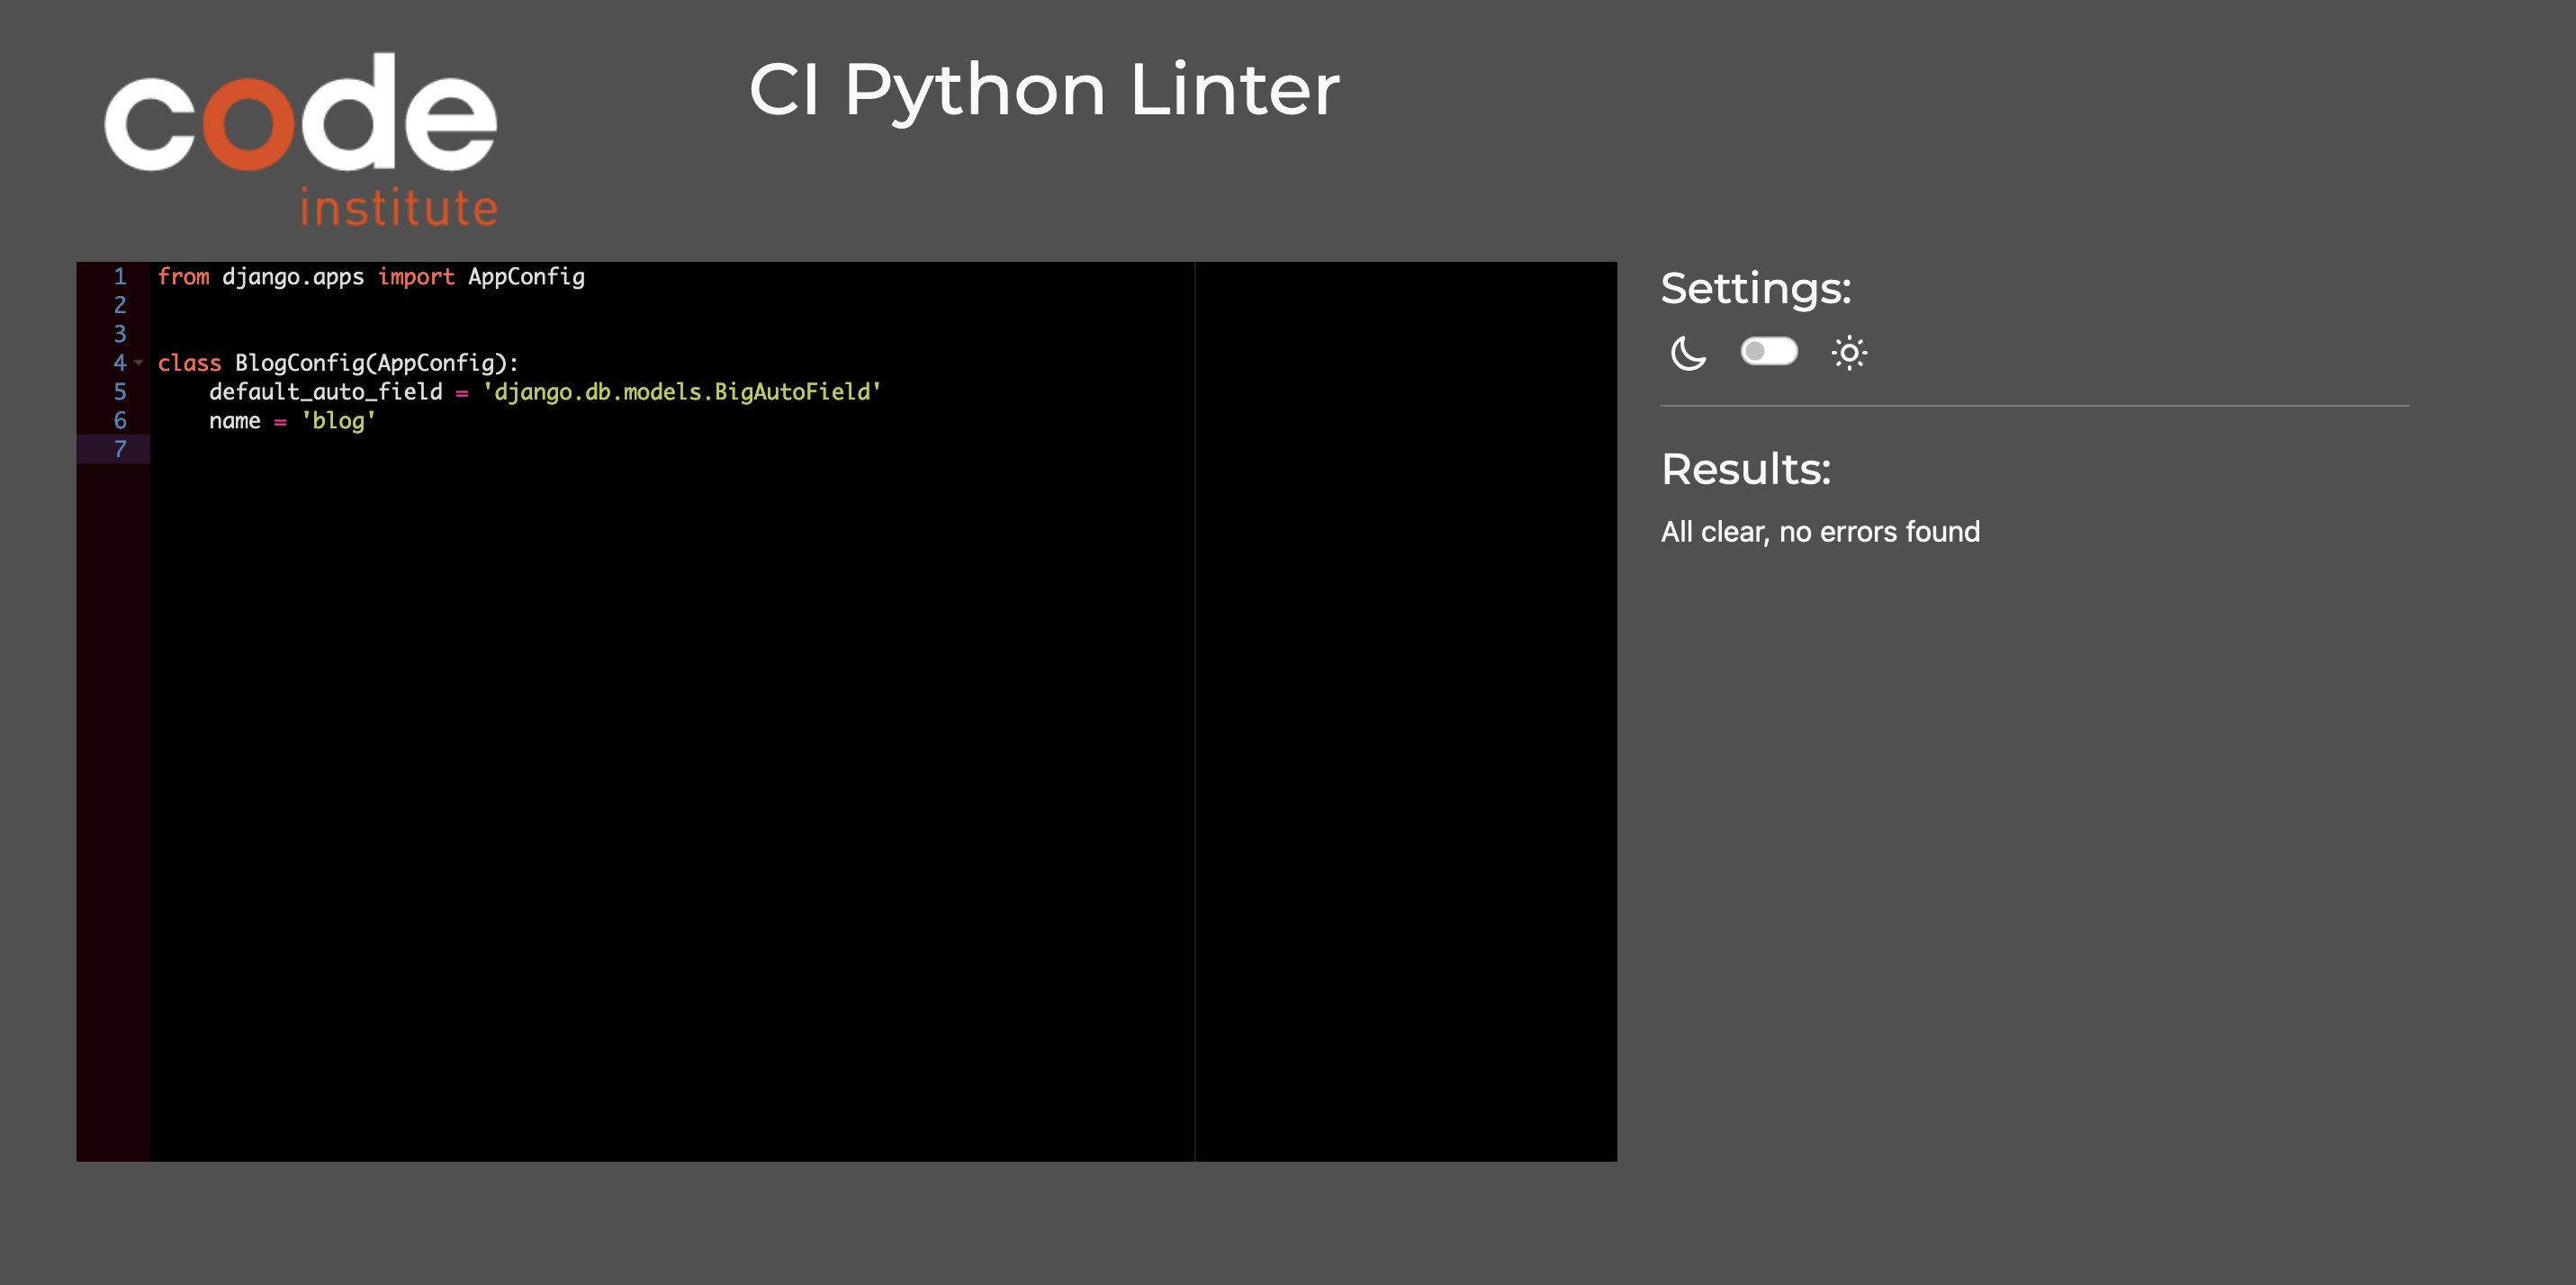 code
institute
CI Python Linter
1 from django.apps import AppConfig
2
3
4 class BlogConfig(AppConfig):
5     default_auto_field = 'django.db.models.BigAutoField'
6     name = 'blog'
7
Settings:
Results:
All clear, no errors found